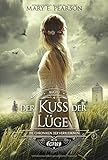 MARY E. PEARSON
DER KUSS DER
LÜGE
DIE CHRONIKEN DER VERBLIEBENEN